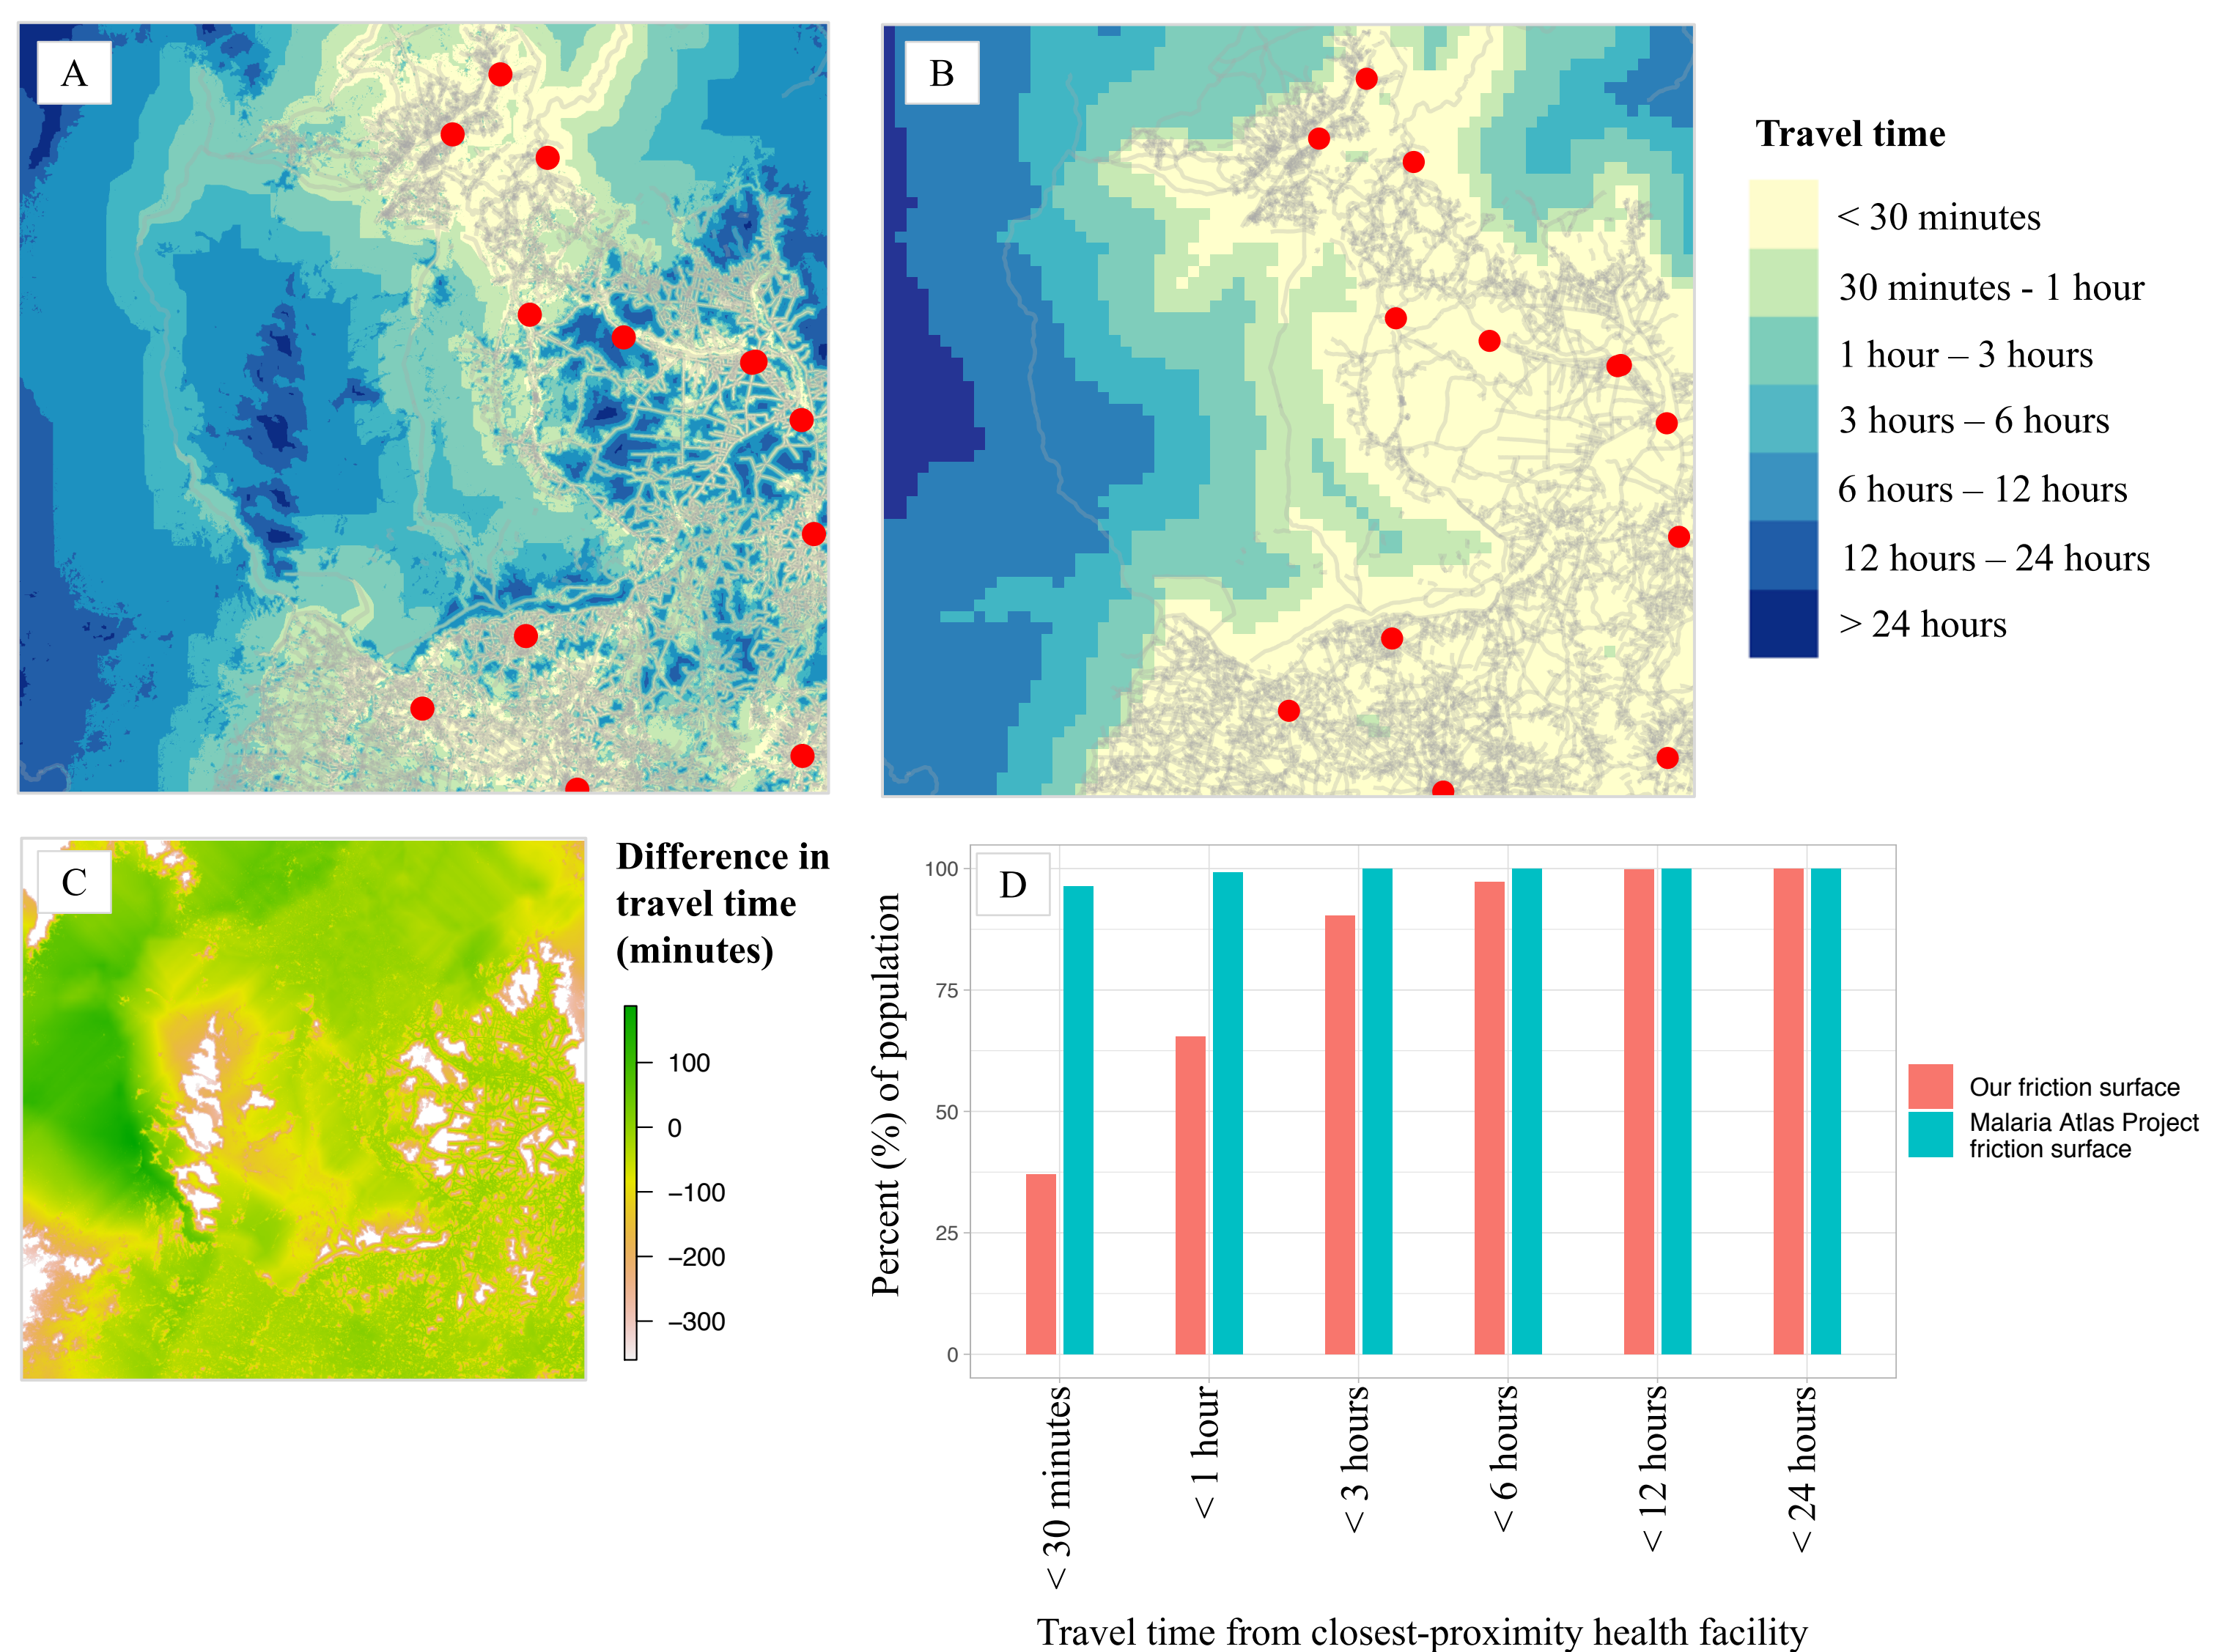 A
B
Travel time
< 30 minutes
30 minutes - 1 hour
1 hour – 3 hours
3 hours – 6 hours
6 hours – 12 hours
12 hours – 24 hours
> 24 hours
C
Difference in
travel time
(minutes)
100
0
−100
−200
−300
D
Percent (%) of population
100
75
50
25
0
< 30 minutes
< 1 hour
< 3 hours
< 6 hours
< 12 hours
< 24 hours
Travel time from closest-proximity health facility
Our friction surface
Malaria Atlas Project
friction surface